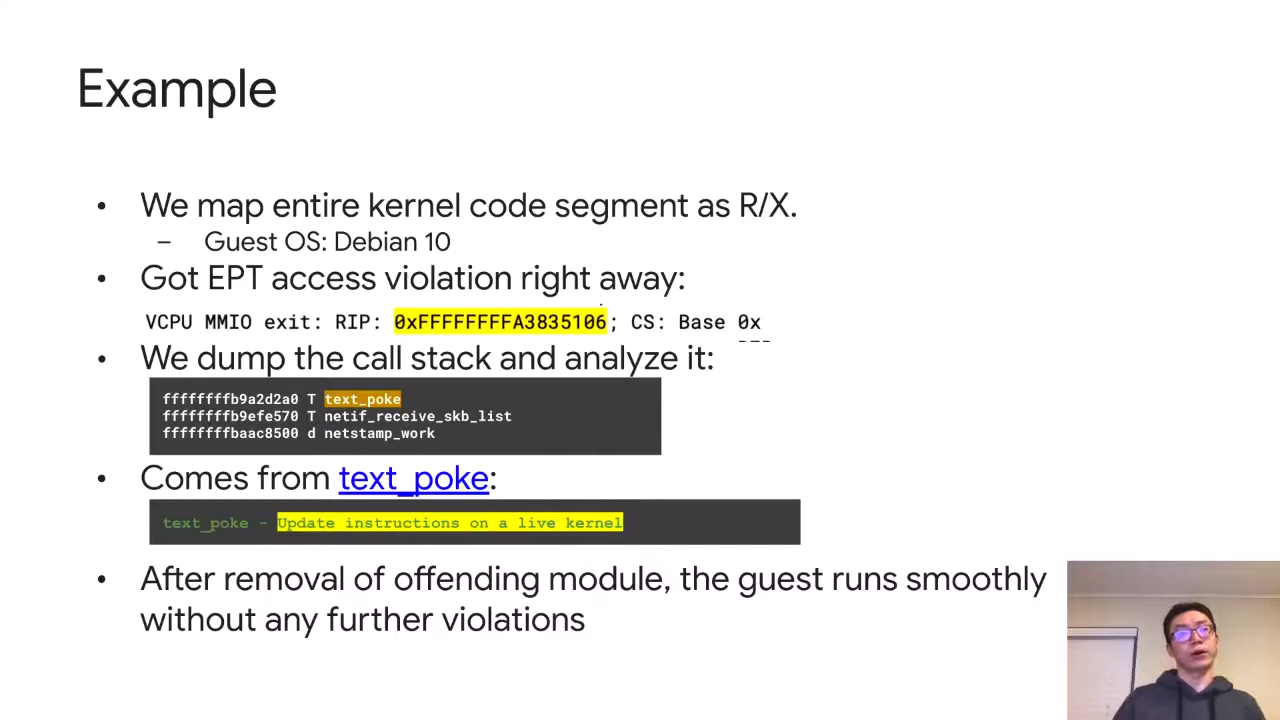 Example
• We map entire kernel code segment as R/X.
– Guest OS: Debian 10
• Got EPT access violation right away:
VCPU MMIO exit: RIP: 0xFFFFFFFFA3835106; CS: Base 0x
• We dump the call stack and analyze it:
ffffffffb9a2d2a0 T text_poke
ffffffffb9efe570 T netif_receive_skb_list
ffffffffbaac8500 d netstamp_work
• Comes from text_poke:
text_poke - Update instructions on a live kernel
• After removal of offending module, the guest runs smoothly
without any further violations